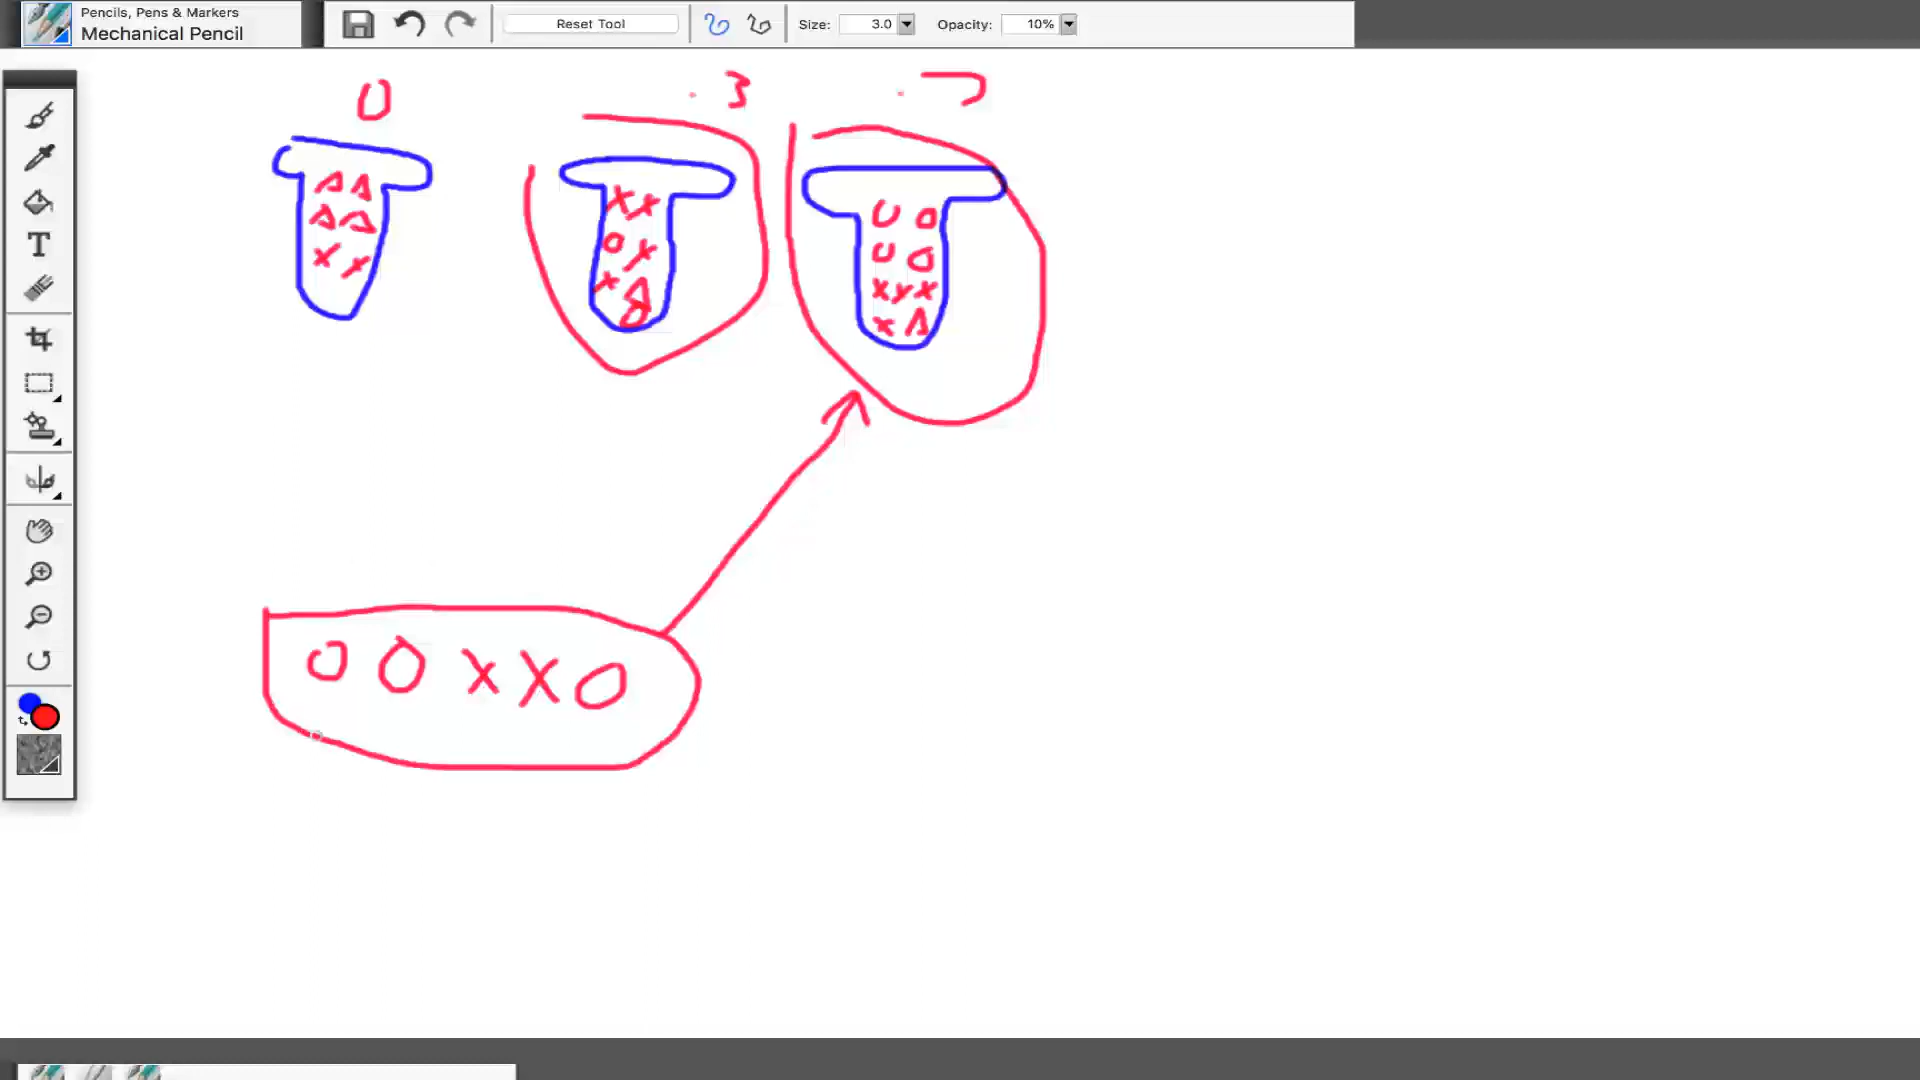 Pencils, Pens & Markers
Mechanical Pencil
Reset Tool
Size: 3.0
Opacity: 10%
0 .3 .7
Δ Δ
Δ Δ
x x
x x
o x
x Δ
o
o o
o o
x x x
x Δ
O O X X O
T